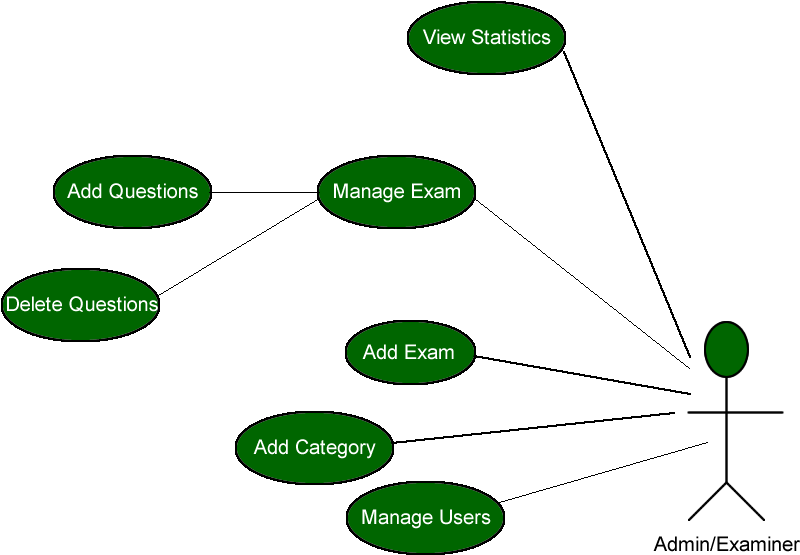 View Statistics
Add Questions
Manage Exam
Delete Questions
Add Exam
Add Category
Manage Users
Admin/Examiner